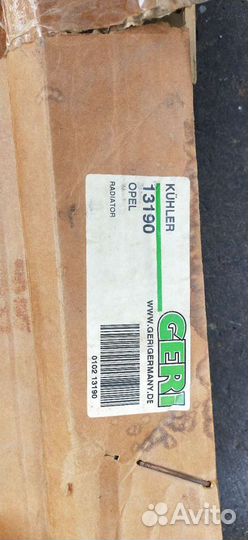 KÜHLER
13190
OPEL
RADIATOR
GERI
WWW.GERIGERMANY.DE
0102 13190
Avito